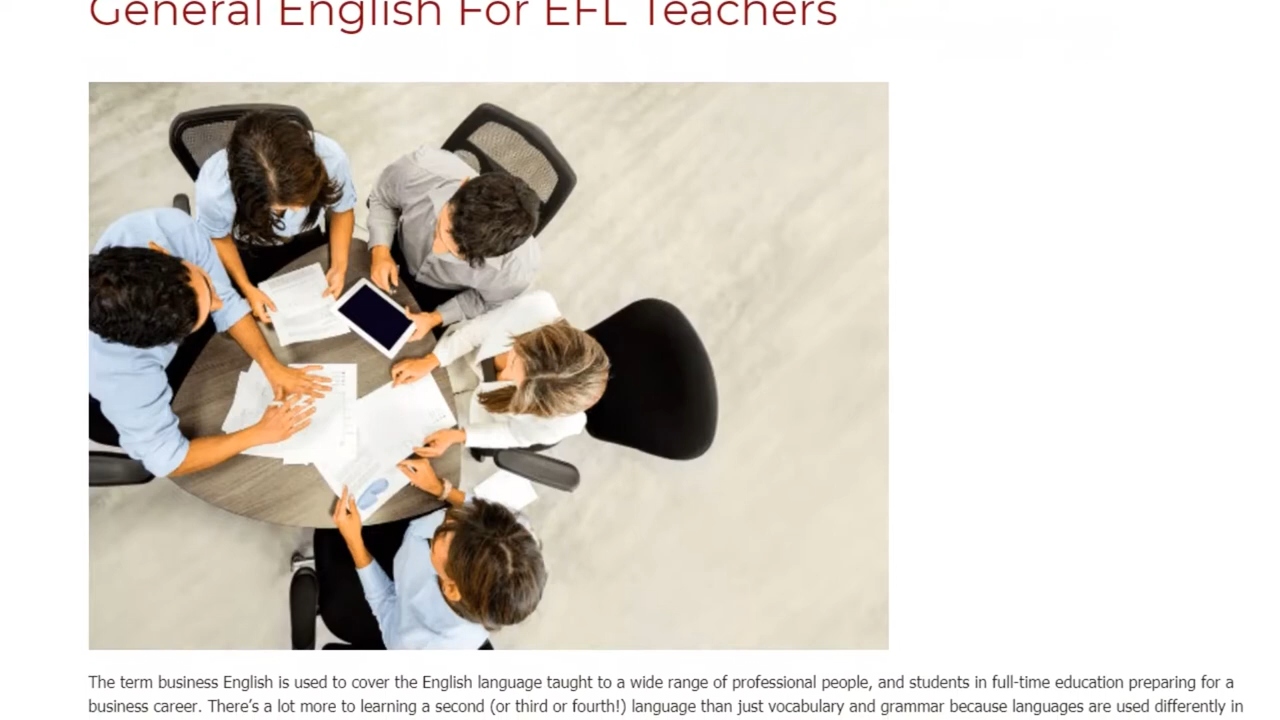 General English For EFL Teachers
The term business English is used to cover the English language taught to a wide range of professional people, and students in full-time education preparing for a
business career. There’s a lot more to learning a second (or third or fourth!) language than just vocabulary and grammar because languages are used differently in